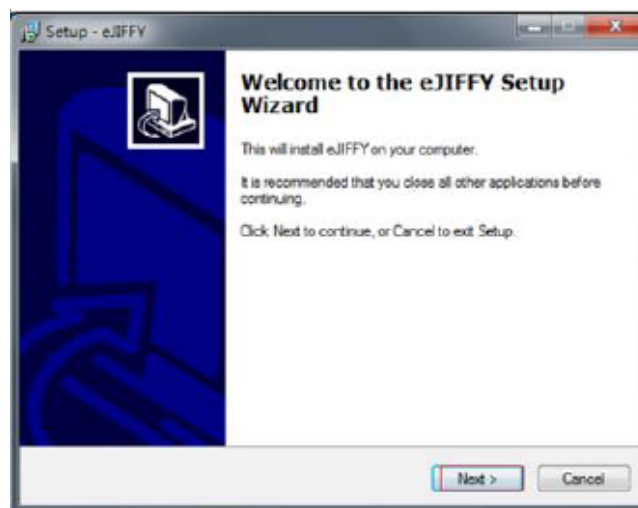 Setup - eJIFFY
Welcome to the eJIFFY Setup
Wizard
This will install eJIFFY on your computer.
It is recommended that you close all other applications before
continuing.
Click Next to continue, or Cancel to exit Setup.
Next >
Cancel